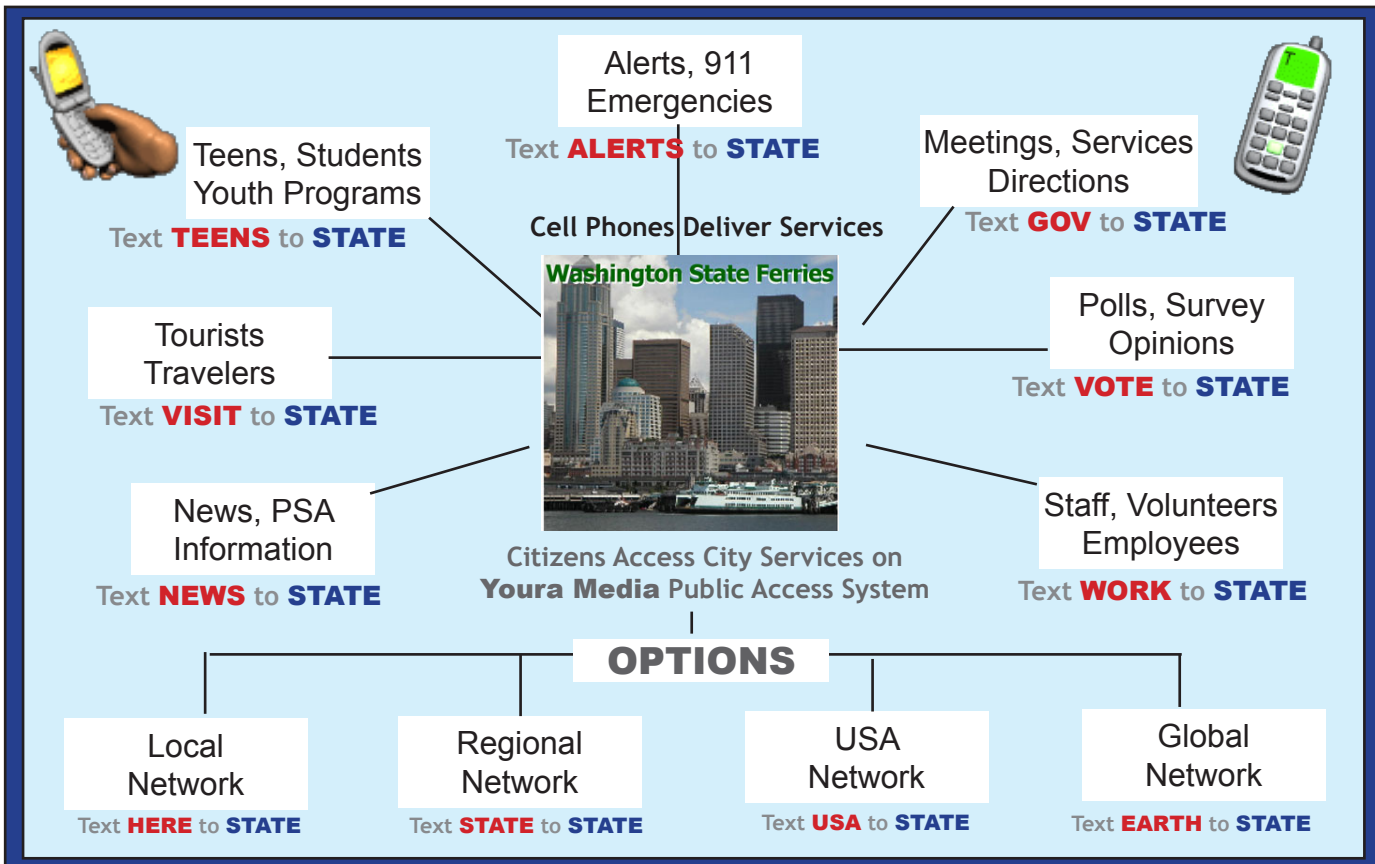 Alerts, 911
Emergencies
Text ALERTS to STATE
Teens, Students
Youth Programs
Text TEENS to STATE
Meetings, Services
Directions
Text GOV to STATE
Cell Phones Deliver Services
Washington State Ferries
Tourists
Travelers
Text VISIT to STATE
Polls, Survey
Opinions
Text VOTE to STATE
News, PSA
Information
Text NEWS to STATE
Staff, Volunteers
Employees
Text WORK to STATE
Citizens Access City Services on
Youra Media Public Access System
OPTIONS
Local
Network
Text HERE to STATE
Regional
Network
Text STATE to STATE
USA
Network
Text USA to STATE
Global
Network
Text EARTH to STATE
T